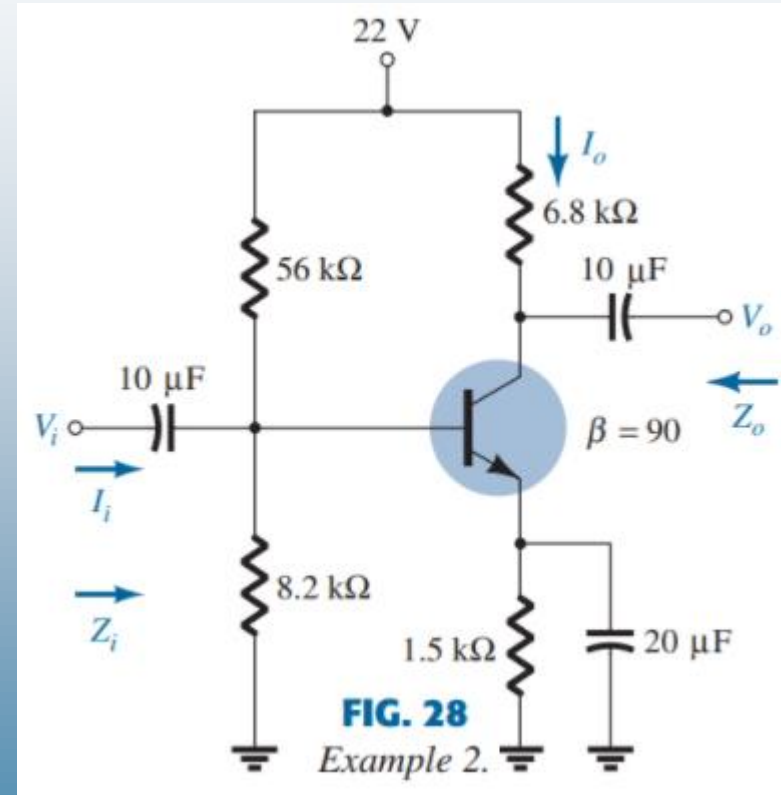 22 V
I_o
6.8 kΩ
56 kΩ
10 μF
V_o
10 μF
V_i
β = 90
Z_o
I_i
8.2 kΩ
Z_i
1.5 kΩ
20 μF
FIG. 28
Example 2.